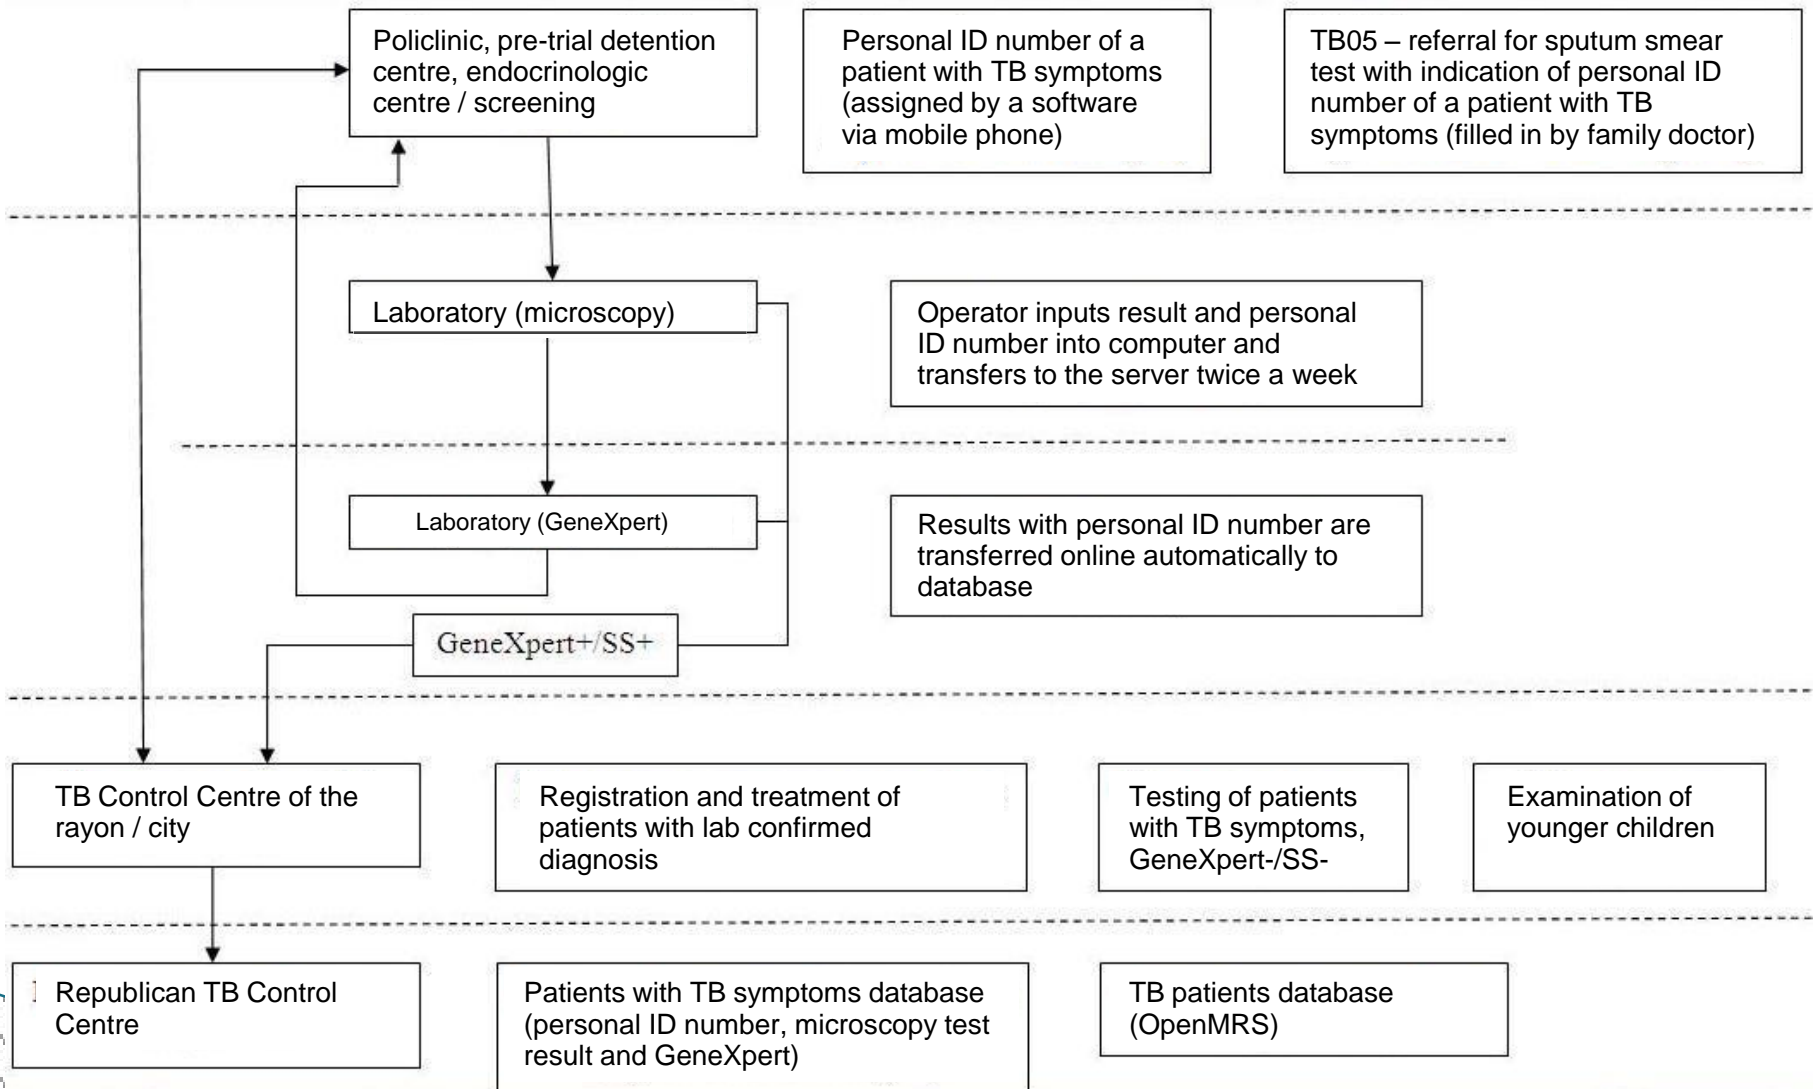 Policlinic, pre-trial detention
centre, endocrinologic
centre / screening
Personal ID number of a
patient with TB symptoms
(assigned by a software
via mobile phone)
TB05 – referral for sputum smear
test with indication of personal ID
number of a patient with TB
symptoms (filled in by family doctor)
Laboratory (microscopy)
Operator inputs result and personal
ID number into computer and
transfers to the server twice a week
Laboratory (GeneXpert)
Results with personal ID number are
transferred online automatically to
database
GeneXpert+/SS+
TB Control Centre of the
rayon / city
Registration and treatment of
patients with lab confirmed
diagnosis
Testing of patients
with TB symptoms,
GeneXpert-/SS-
Examination of
younger children
Republican TB Control
Centre
Patients with TB symptoms database
(personal ID number, microscopy test
result and GeneXpert)
TB patients database
(OpenMRS)